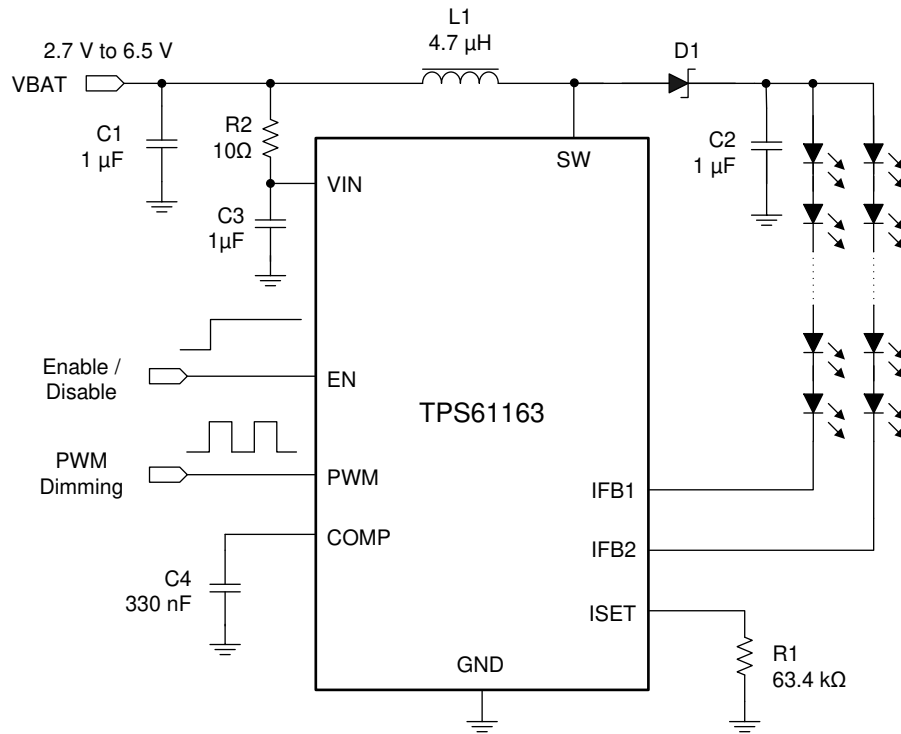 L1
4.7 µH
2.7 V to 6.5 V
VBAT
D1
C1
1 µF
R2
10Ω
C2
1 µF
SW
VIN
C3
1µF
Enable /
Disable
EN
TPS61163
PWM
Dimming
PWM
IFB1
COMP
IFB2
C4
330 nF
ISET
R1
63.4 kΩ
GND